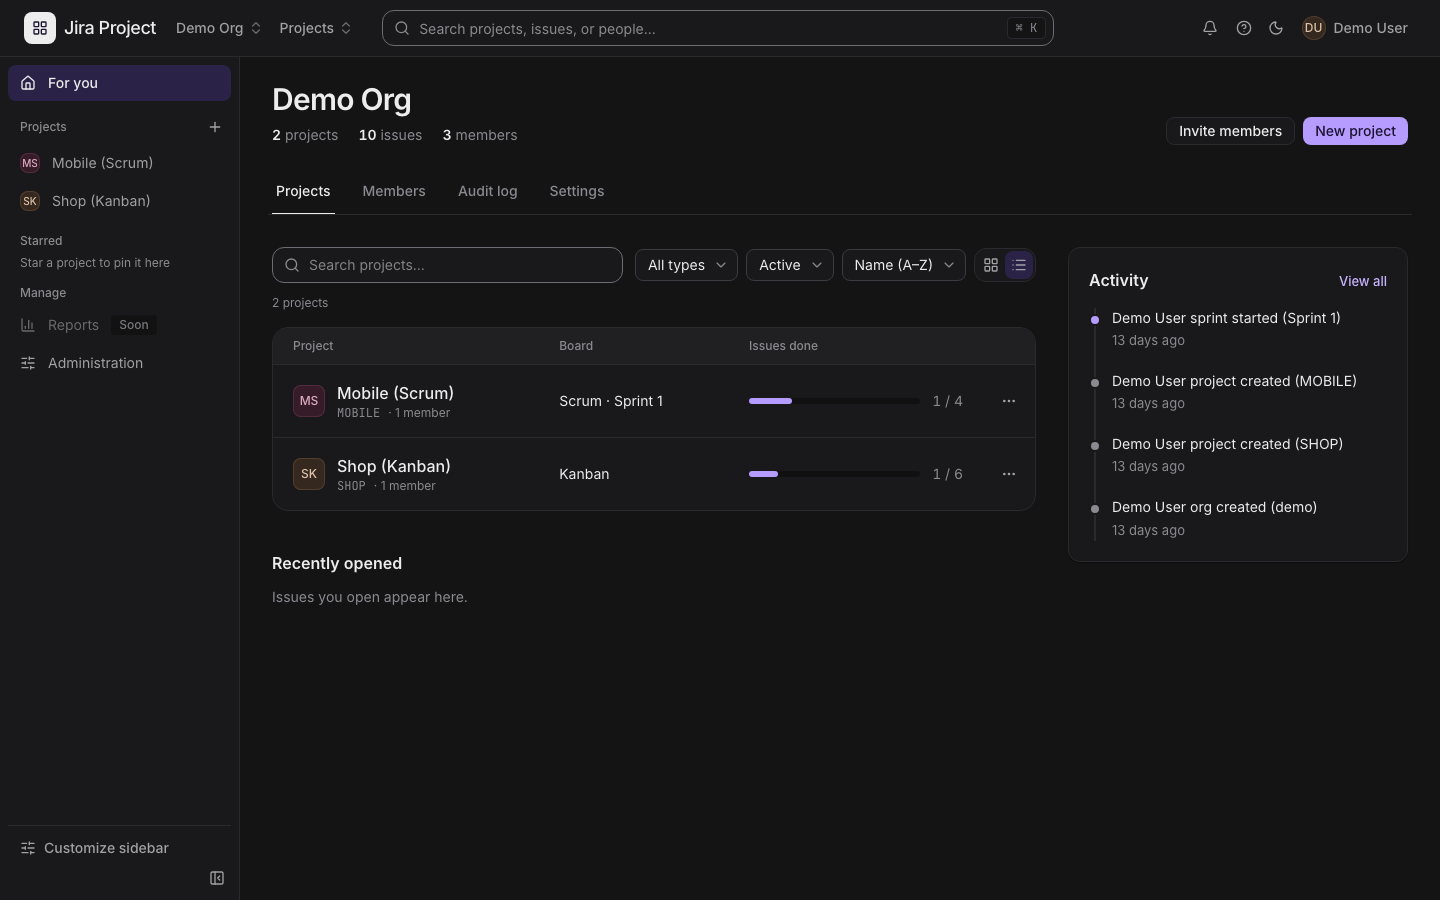 Jira Project
Demo Org
Projects
Search projects, issues, or people...
⌘ K
DU
Demo User
For you
Projects
MS
Mobile (Scrum)
SK
Shop (Kanban)
Starred
Star a project to pin it here
Manage
Reports
Soon
Administration
Customize sidebar
Demo Org
2 projects 10 issues 3 members
Invite members
New project
Projects
Members
Audit log
Settings
Search projects...
All types
Active
Name (A–Z)
2 projects
Project Board Issues done
MS
Mobile (Scrum)
MOBILE · 1 member
Scrum · Sprint 1
1 / 4
SK
Shop (Kanban)
SHOP · 1 member
Kanban
1 / 6
Recently opened
Issues you open appear here.
Activity
View all
Demo User sprint started (Sprint 1)
13 days ago
Demo User project created (MOBILE)
13 days ago
Demo User project created (SHOP)
13 days ago
Demo User org created (demo)
13 days ago